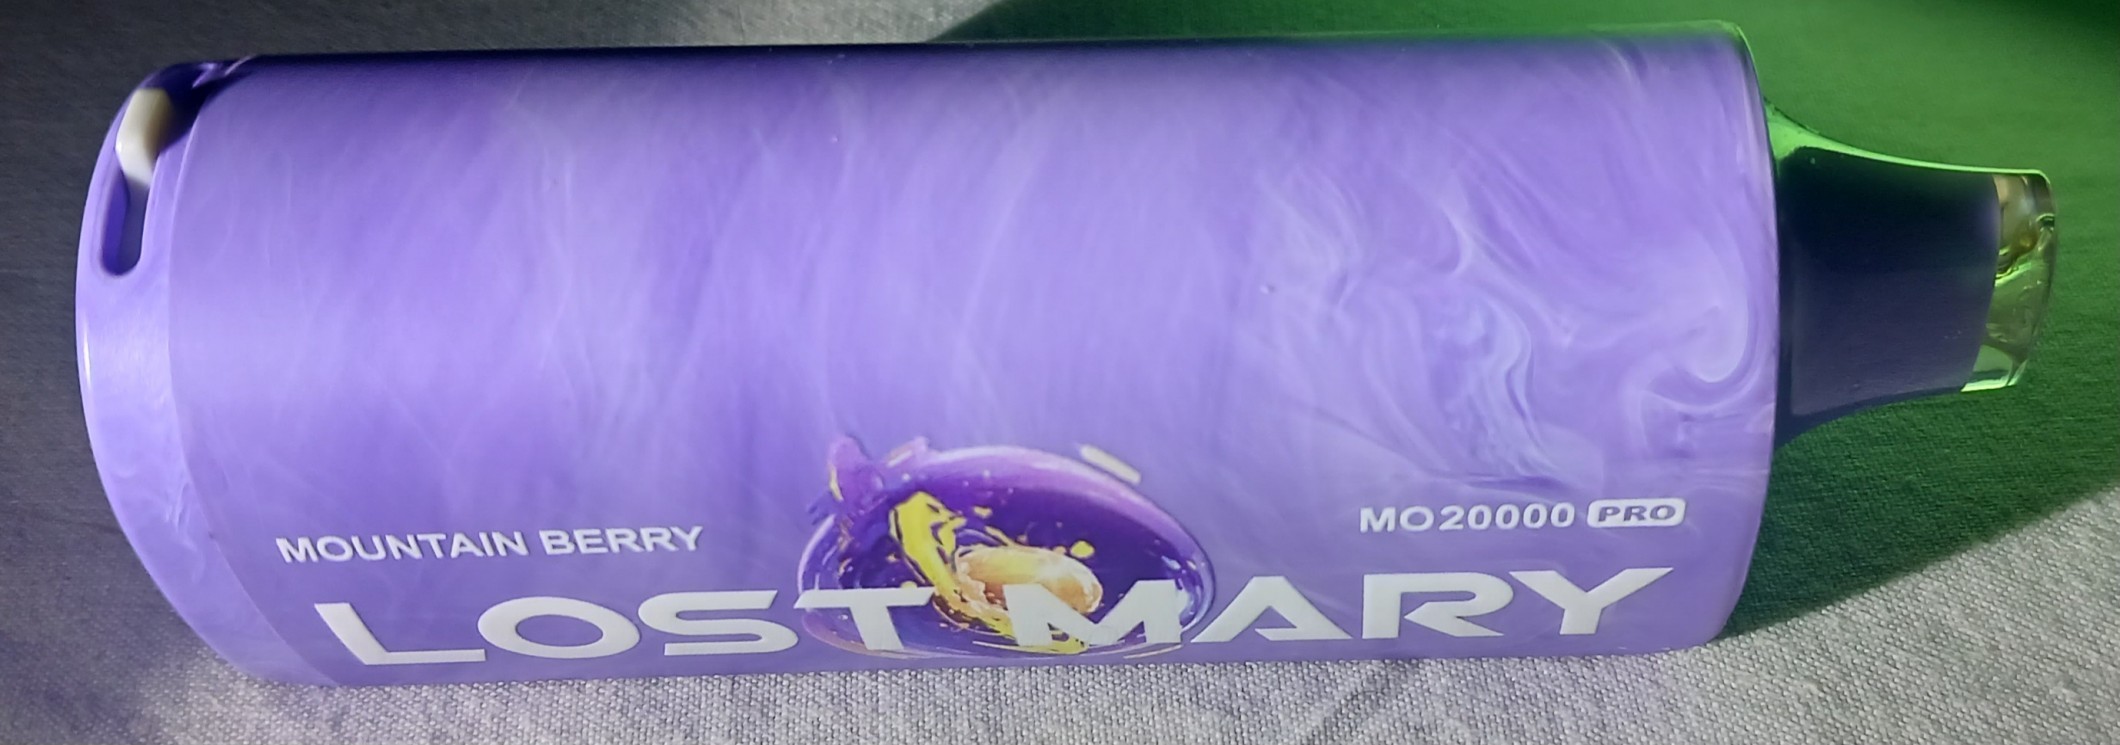 MOUNTAIN BERRY
MO20000 PRO
LOST MARY